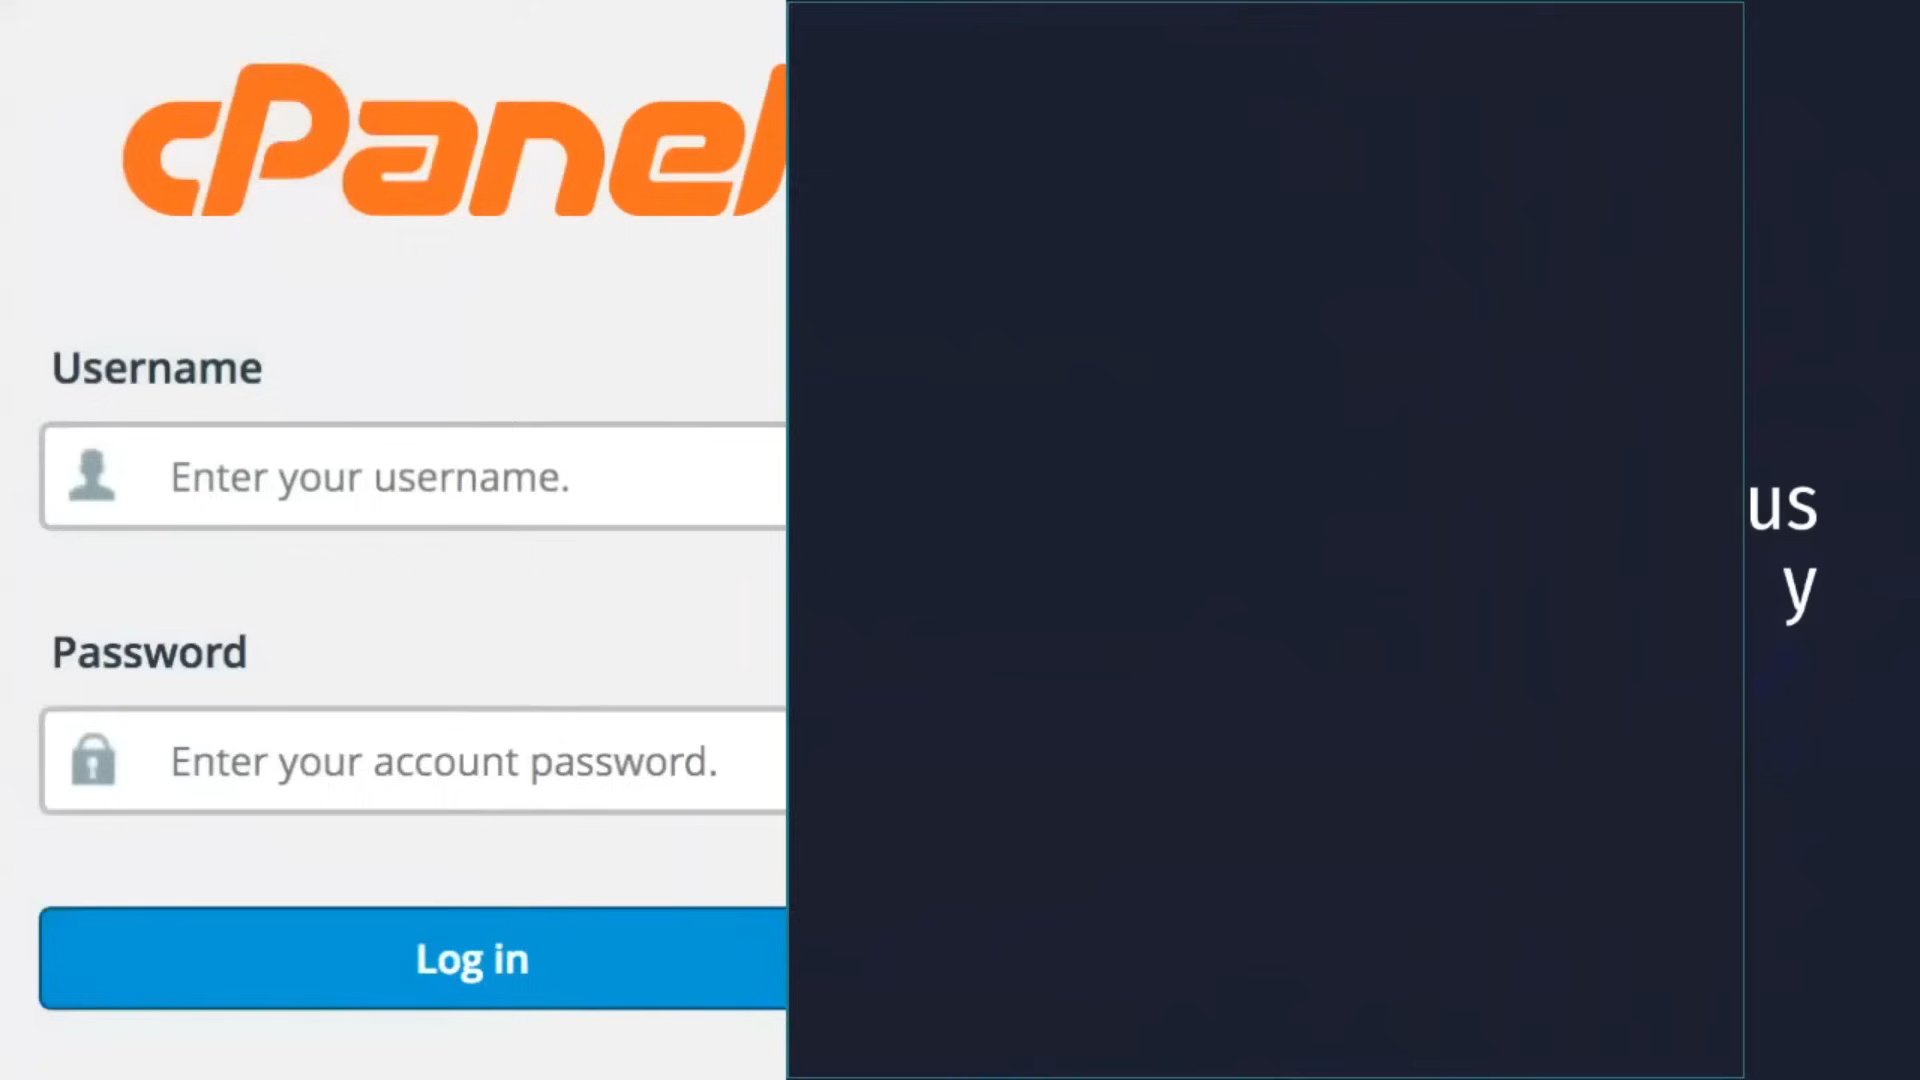 cPanel
Username
Enter your username.
Password
Enter your account password.
Log in
us
y